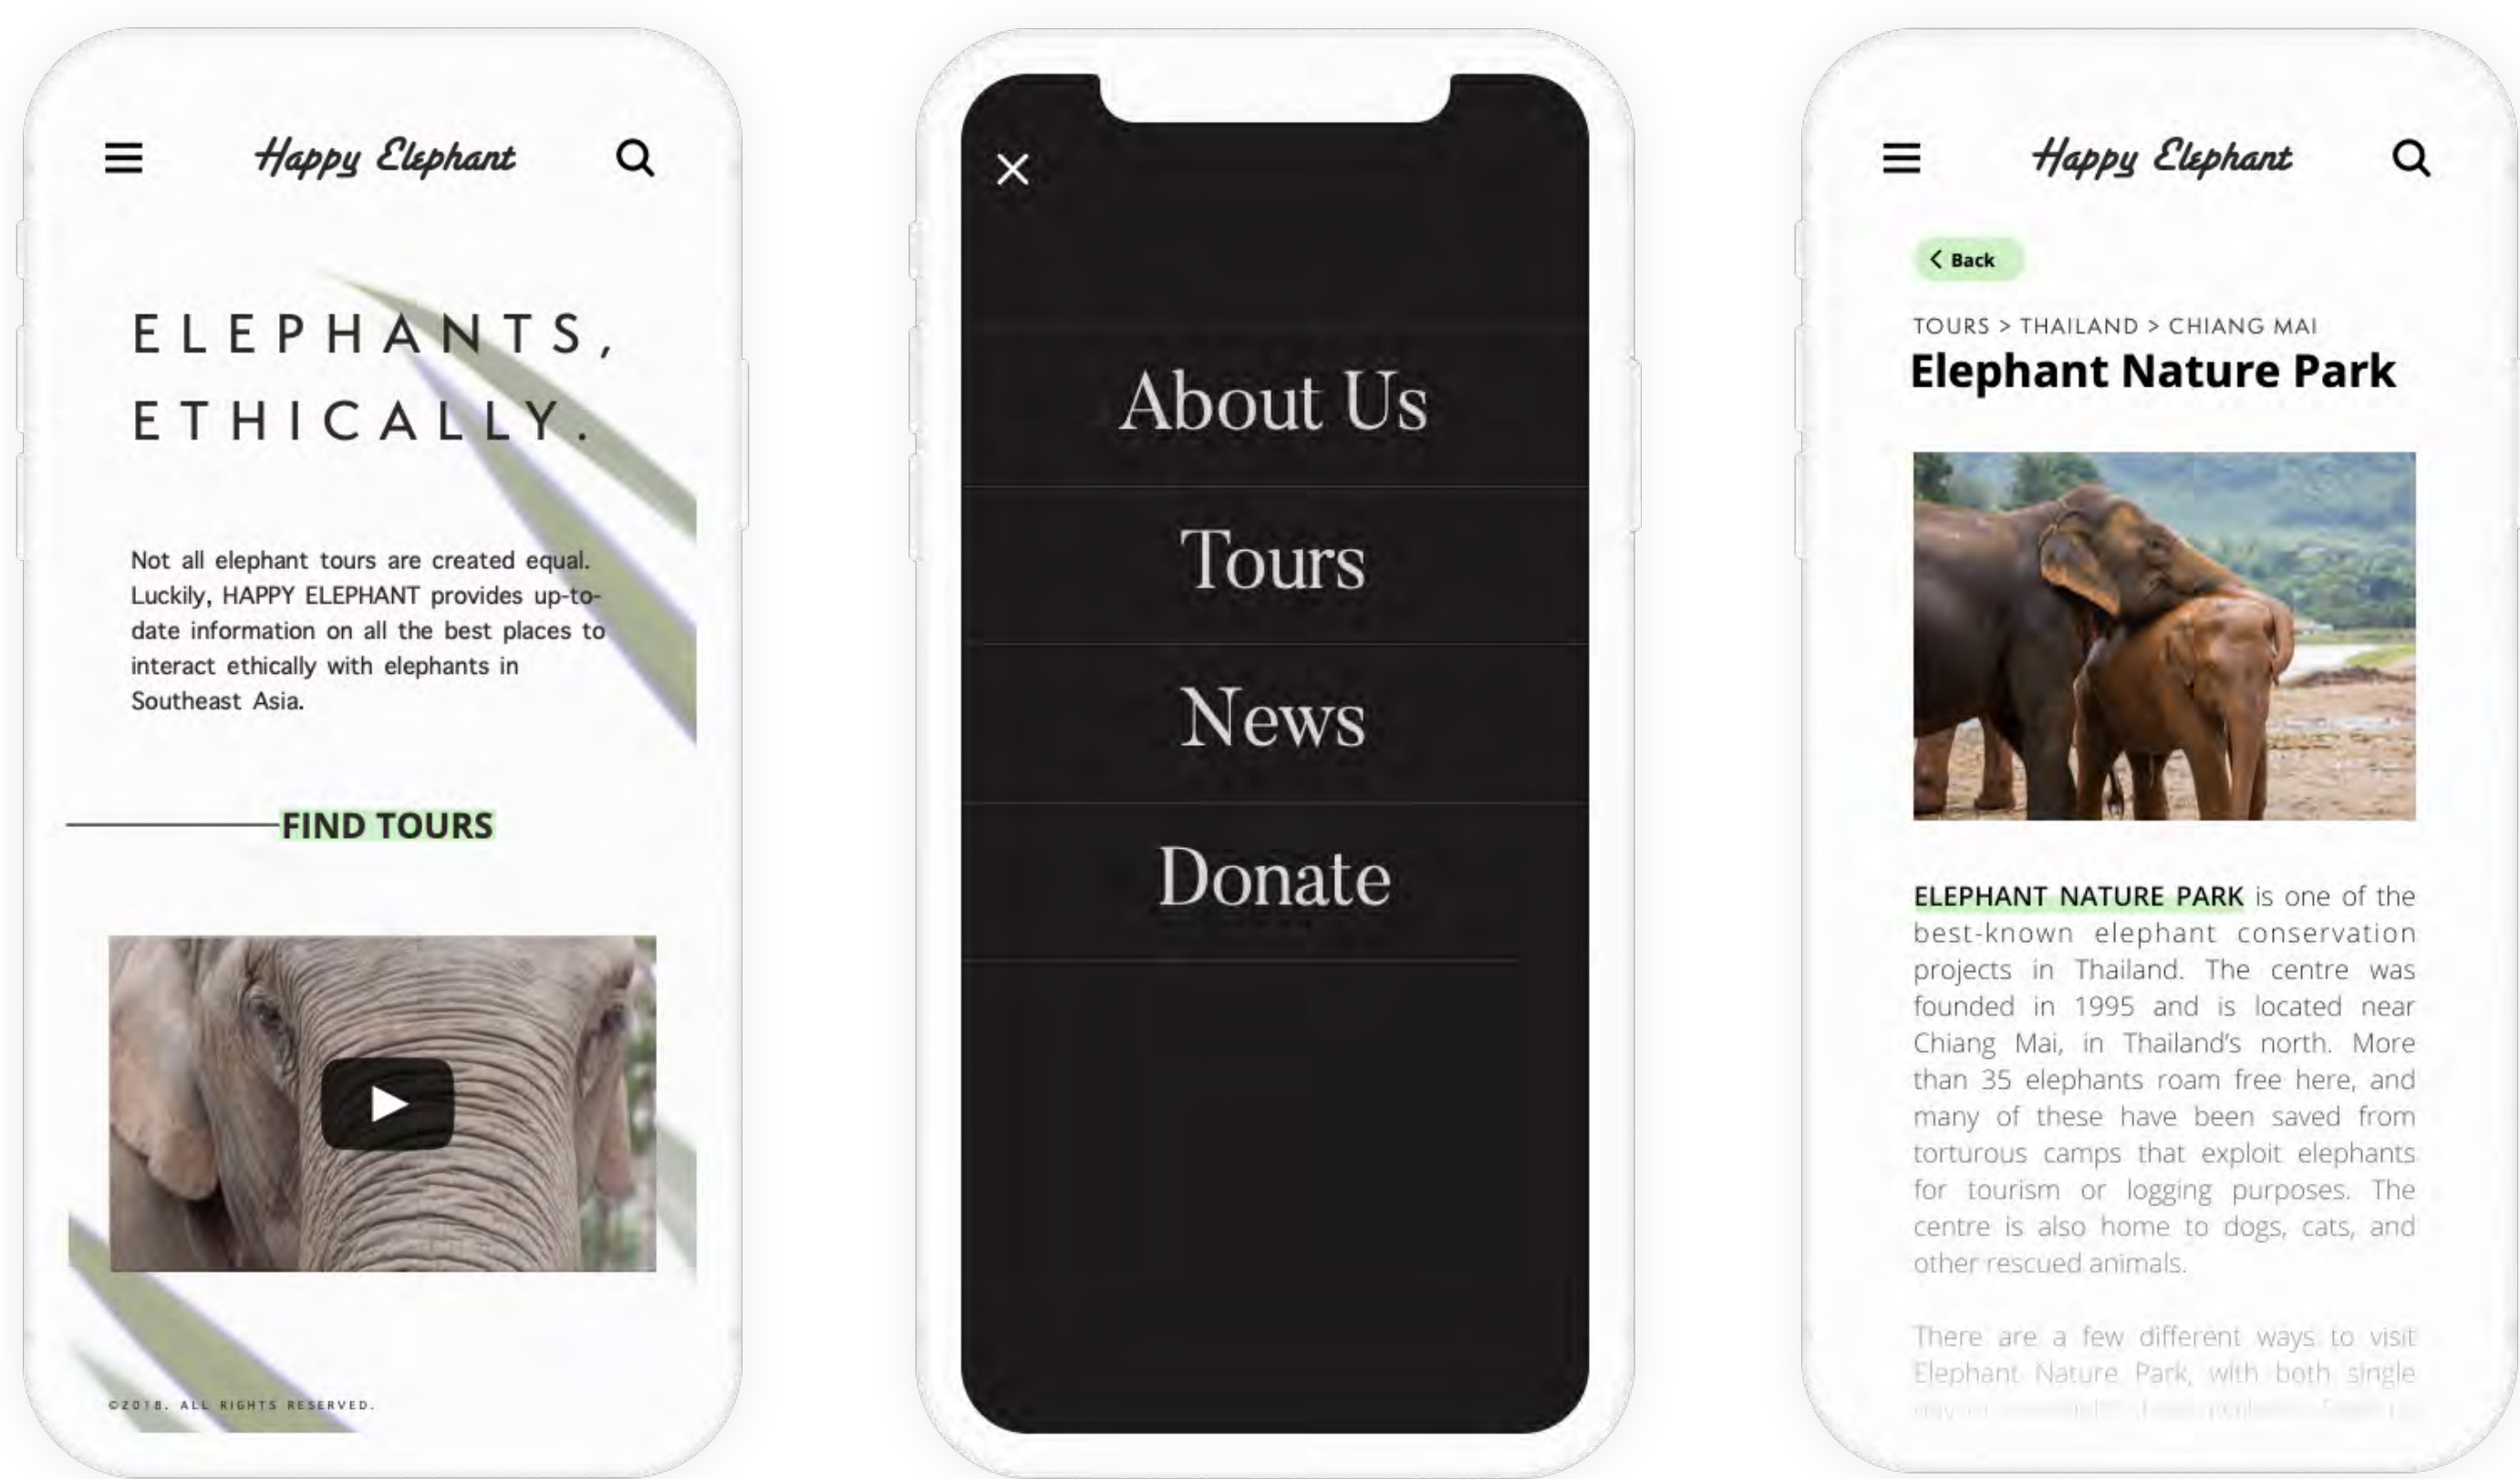 Happy Elephant
ELEPHANTS,
ETHICALLY.
Not all elephant tours are created equal.
Luckily, HAPPY ELEPHANT provides up-to-
date information on all the best places to
interact ethically with elephants in
Southeast Asia.
FIND TOURS
©2018. ALL RIGHTS RESERVED.
About Us
Tours
News
Donate
Happy Elephant
< Back
TOURS > THAILAND > CHIANG MAI
Elephant Nature Park
ELEPHANT NATURE PARK is one of the
best-known elephant conservation
projects in Thailand. The centre was
founded in 1995 and is located near
Chiang Mai, in Thailand's north. More
than 35 elephants roam free here, and
many of these have been saved from
torturous camps that exploit elephants
for tourism or logging purposes. The
centre is also home to dogs, cats, and
other rescued animals.
There are a few different ways to visit
Elephant Nature Park, with both single